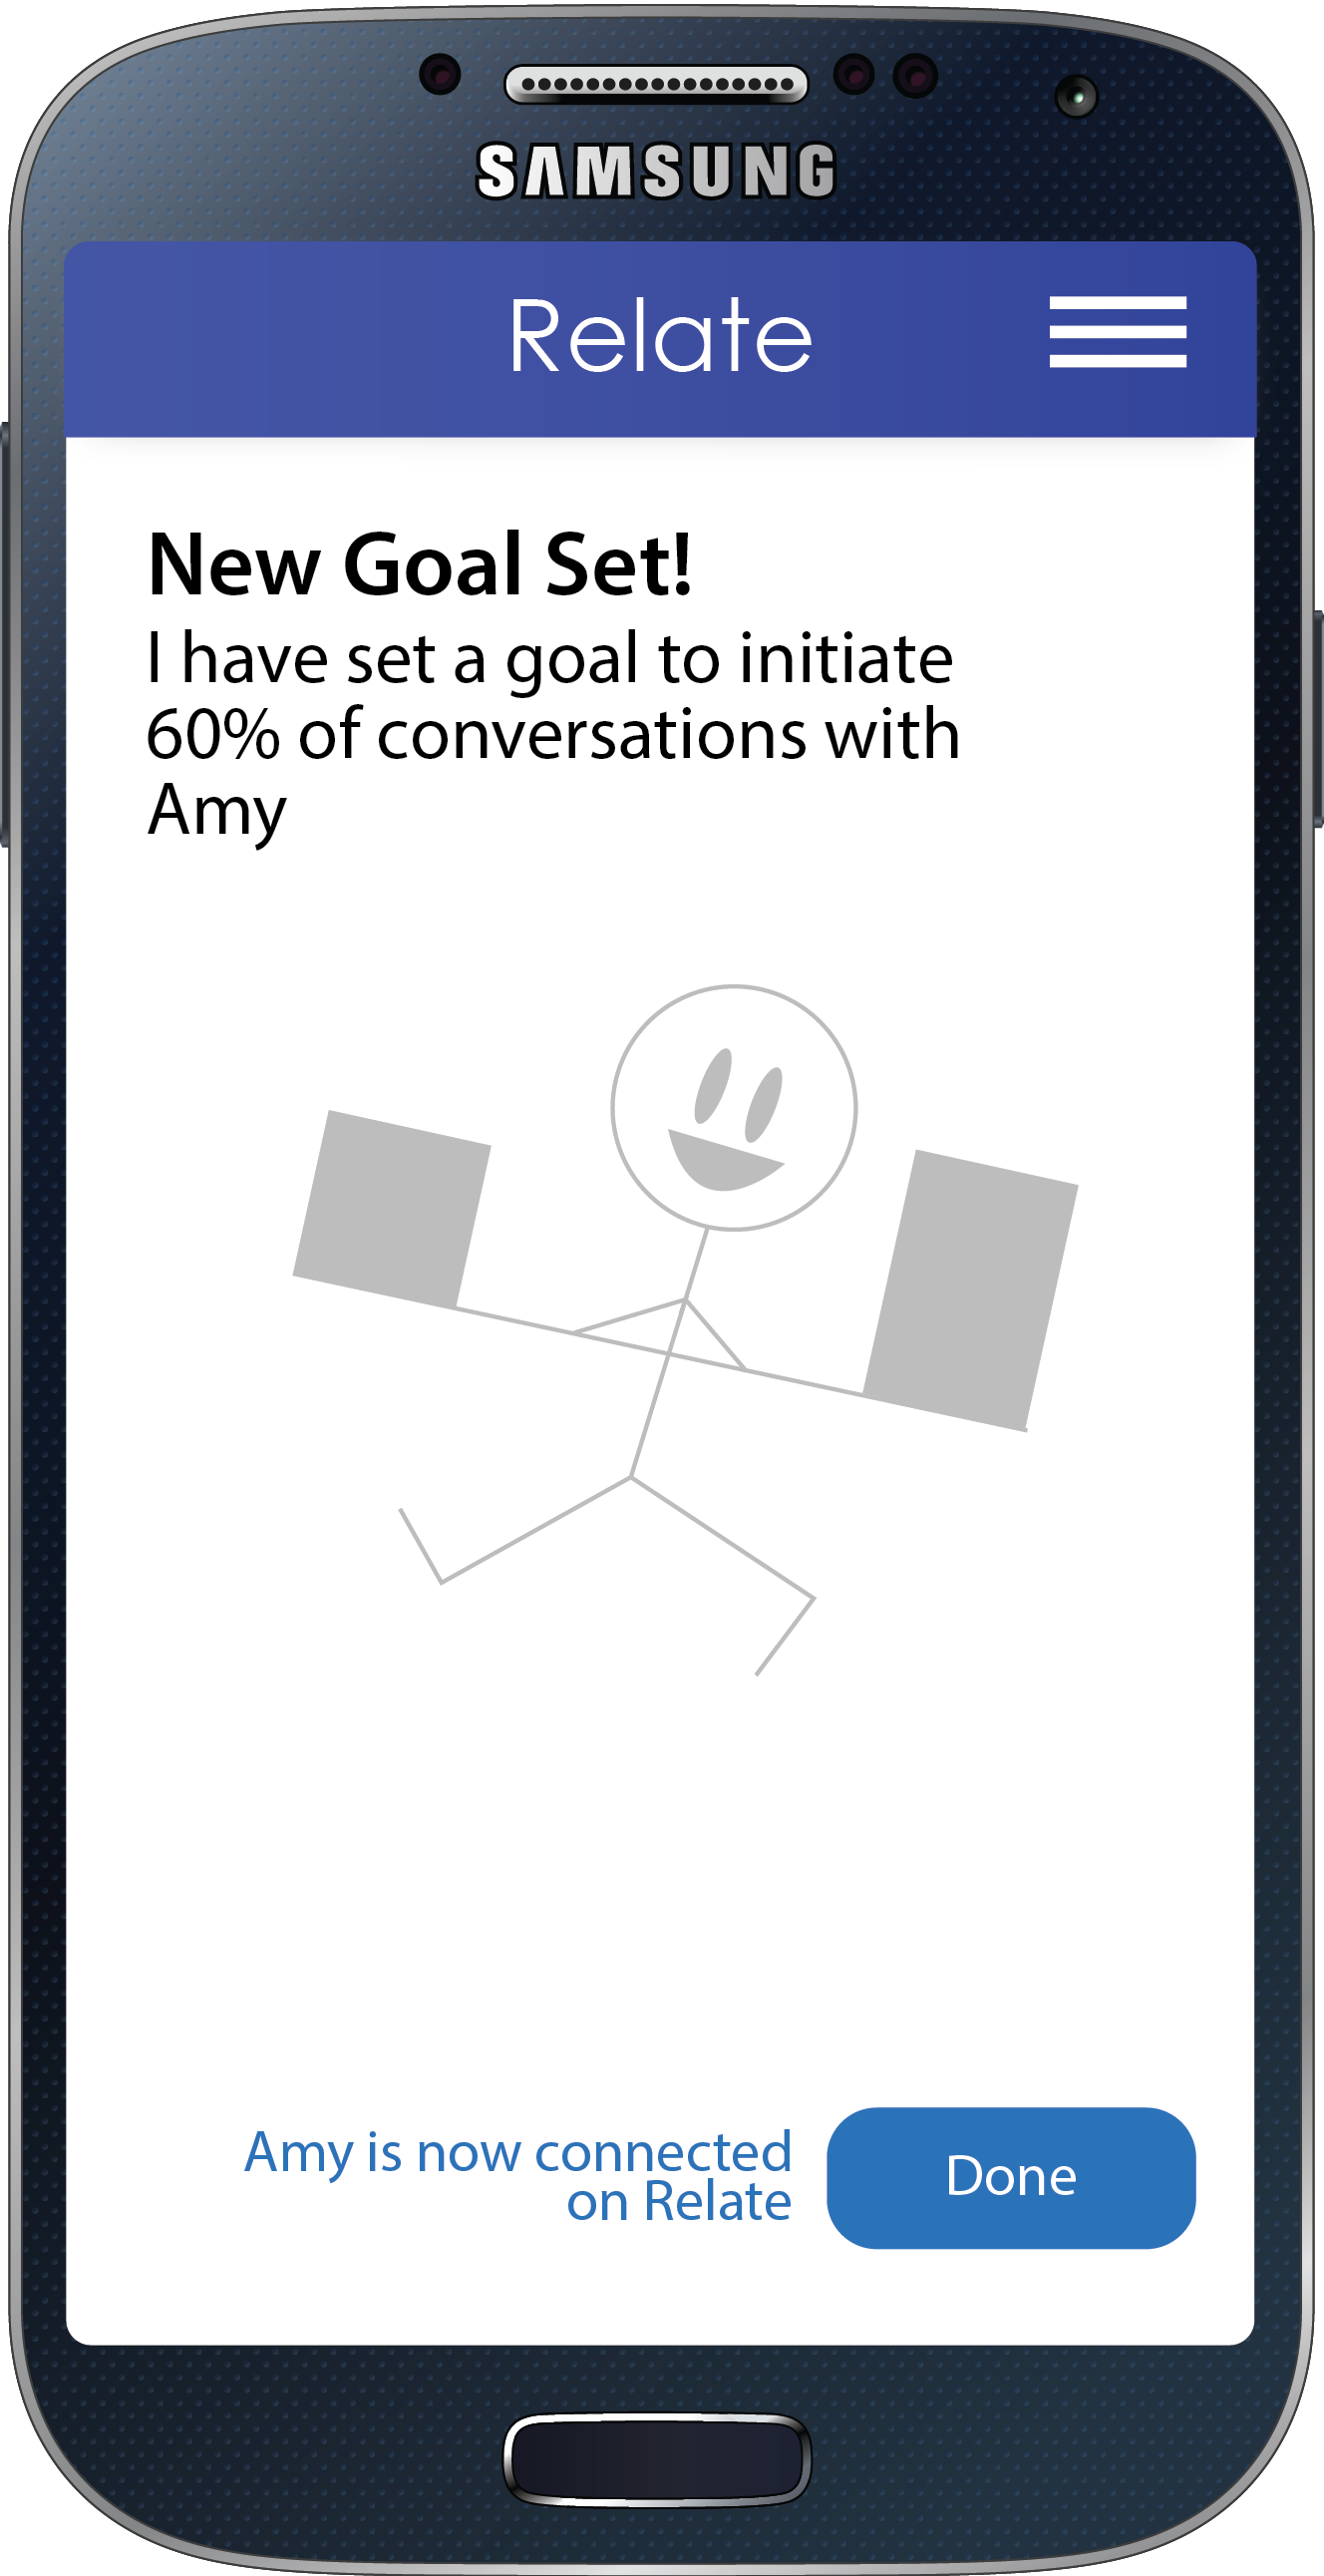 SAMSUNG
Relate
New Goal Set!
I have set a goal to initiate
60% of conversations with
Amy
Amy is now connected
on Relate
Done